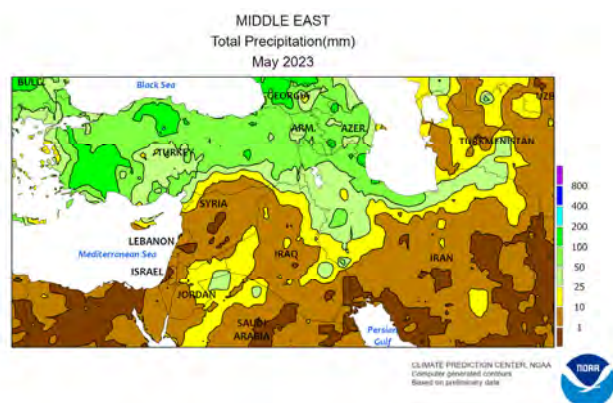 MIDDLE EAST
Total Precipitation(mm)
May 2023
BUL
Black Sea
GEORGIA
UZB
ARM.
AZER.
TURKMENISTAN
TURKEY
SYRIA
LEBANON
Mediterranean Sea
IRAQ
IRAN
ISRAEL
JORDAN
SAUDI
ARABIA
Persian
Gulf
800
400
200
100
50
25
10
1
CLIMATE PREDICTION CENTER, NOAA
Computer generated contours
Based on preliminary data
NOAA